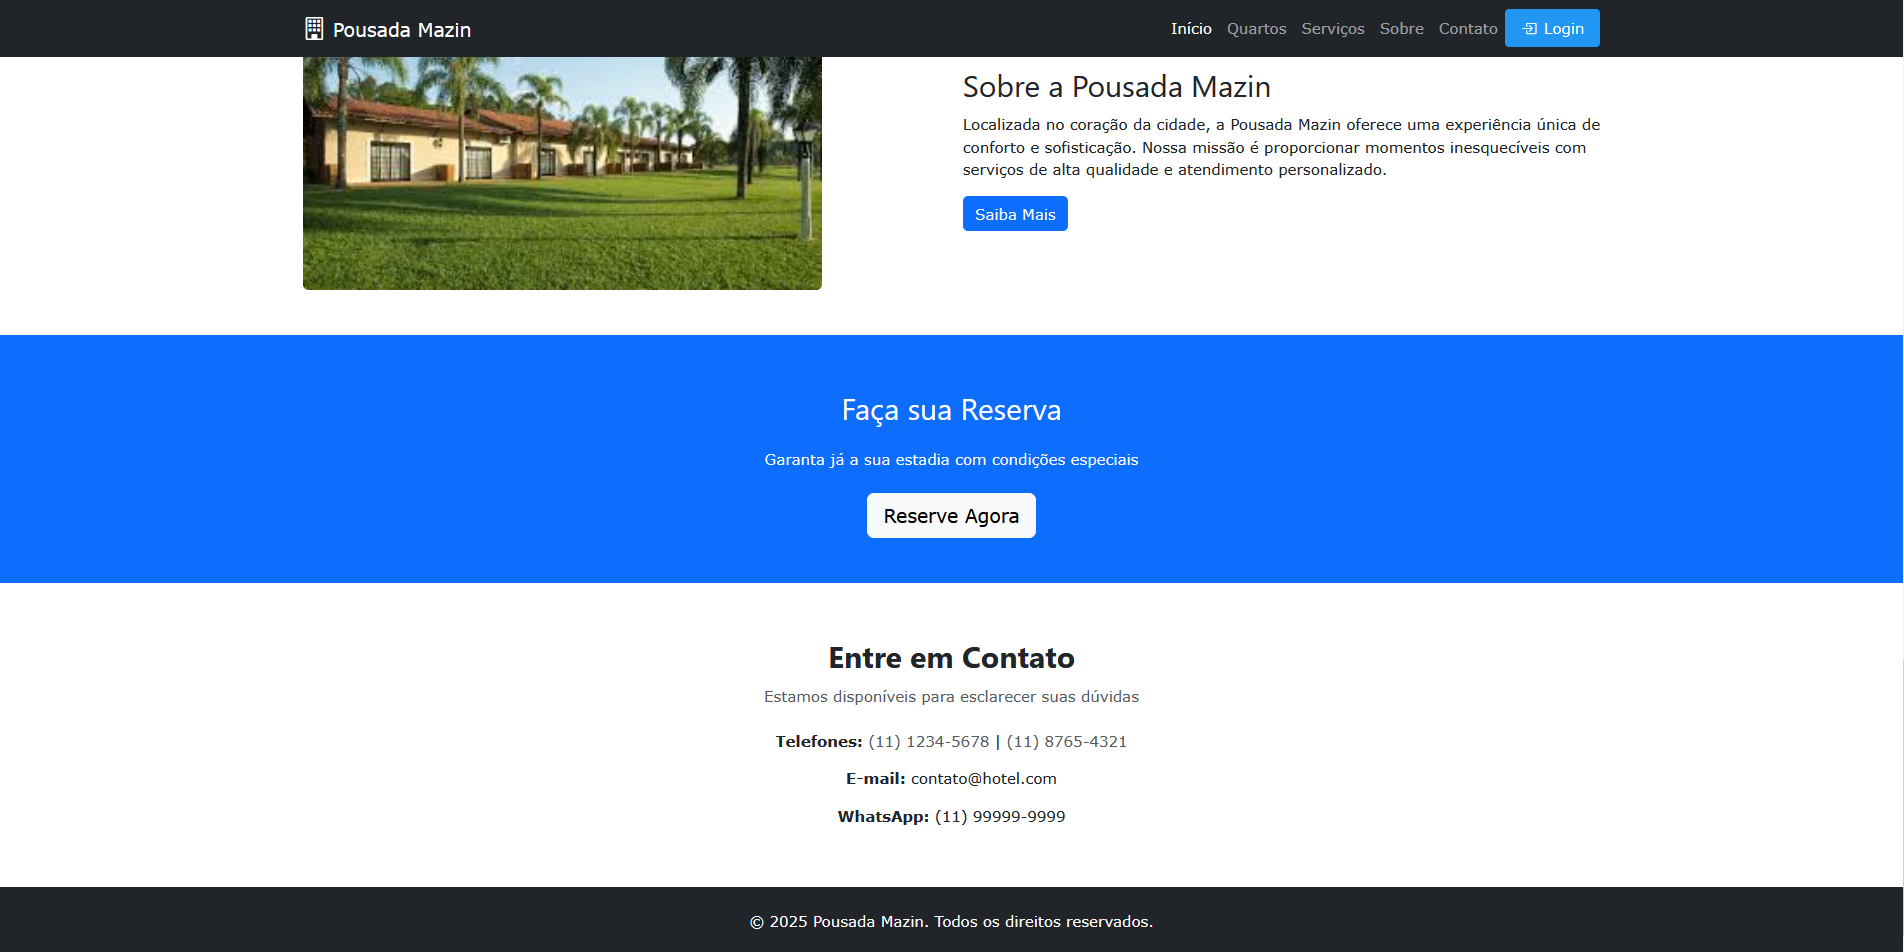 Pousada Mazin
Início Quartos Serviços Sobre Contato Login
Sobre a Pousada Mazin
Localizada no coração da cidade, a Pousada Mazin oferece uma experiência única de
conforto e sofisticação. Nossa missão é proporcionar momentos inesquecíveis com
serviços de alta qualidade e atendimento personalizado.
Saiba Mais
Faça sua Reserva
Garanta já a sua estadia com condições especiais
Reserve Agora
Entre em Contato
Estamos disponíveis para esclarecer suas dúvidas
Telefones: (11) 1234-5678 | (11) 8765-4321
E-mail: contato@hotel.com
WhatsApp: (11) 99999-9999
© 2025 Pousada Mazin. Todos os direitos reservados.